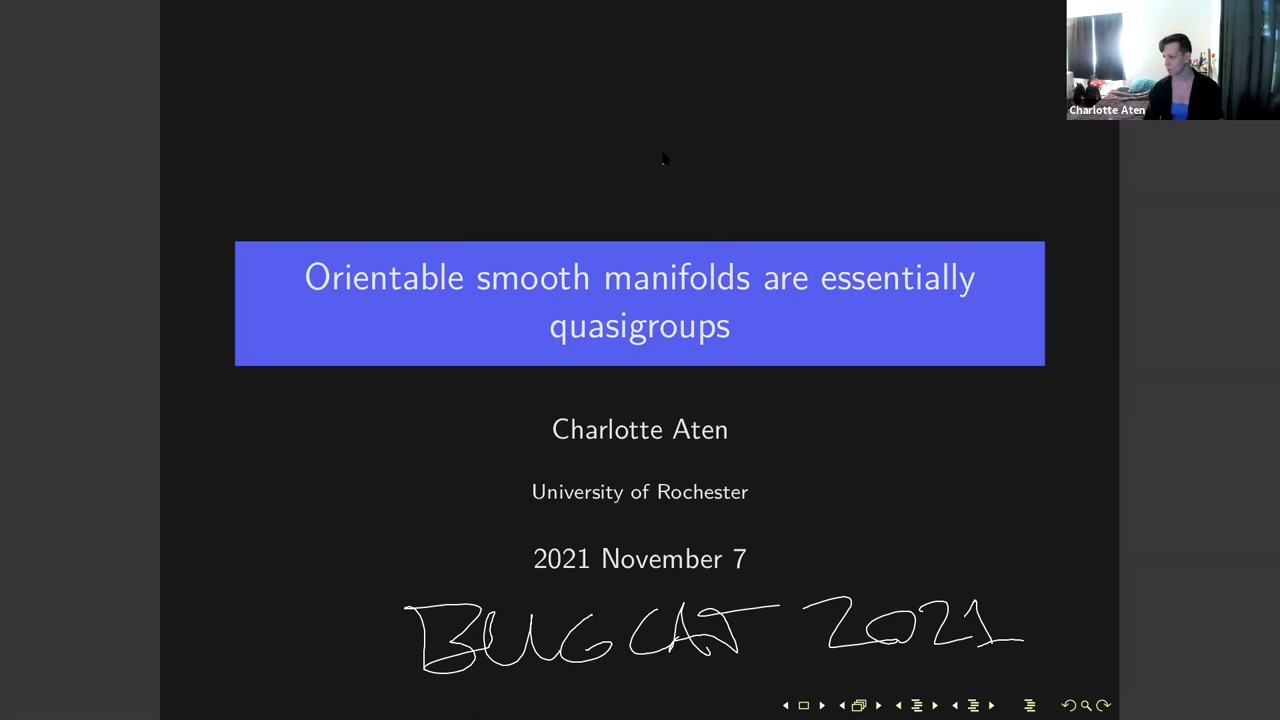 Charlotte Aten
Orientable smooth manifolds are essentially
quasigroups
Charlotte Aten
University of Rochester
2021 November 7
BUGCAT 2021